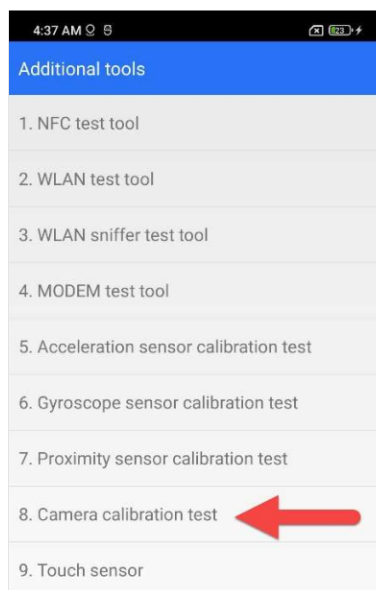 4:37 AM
23
Additional tools
1. NFC test tool
2. WLAN test tool
3. WLAN sniffer test tool
4. MODEM test tool
5. Acceleration sensor calibration test
6. Gyroscope sensor calibration test
7. Proximity sensor calibration test
8. Camera calibration test
9. Touch sensor